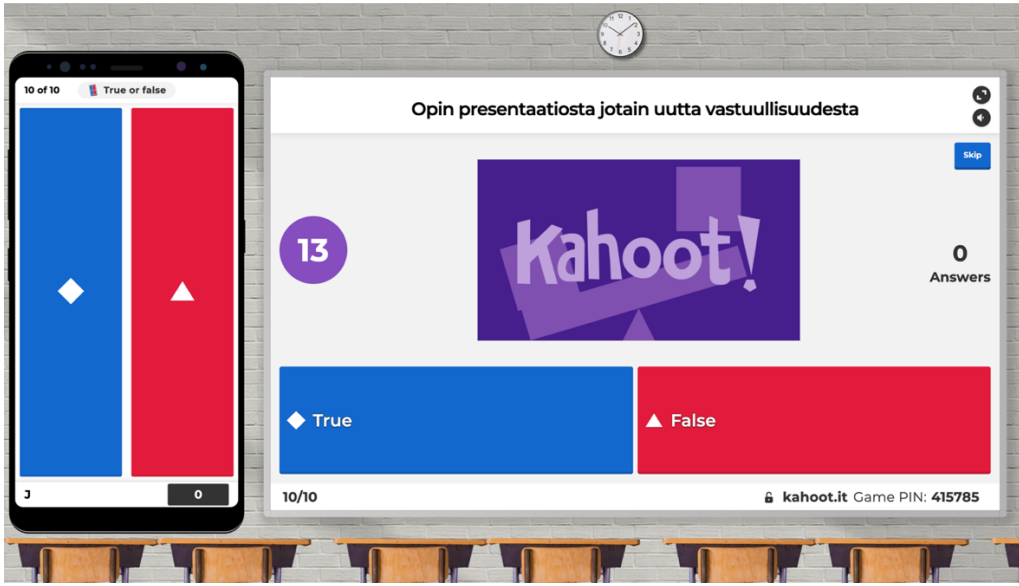 10 of 10 True or false
J 0
Opin presentaatiosta jotain uutta vastuullisuudesta
Skip
13
Kahoot!
0
Answers
True
False
10/10
kahoot.it Game PIN: 415785